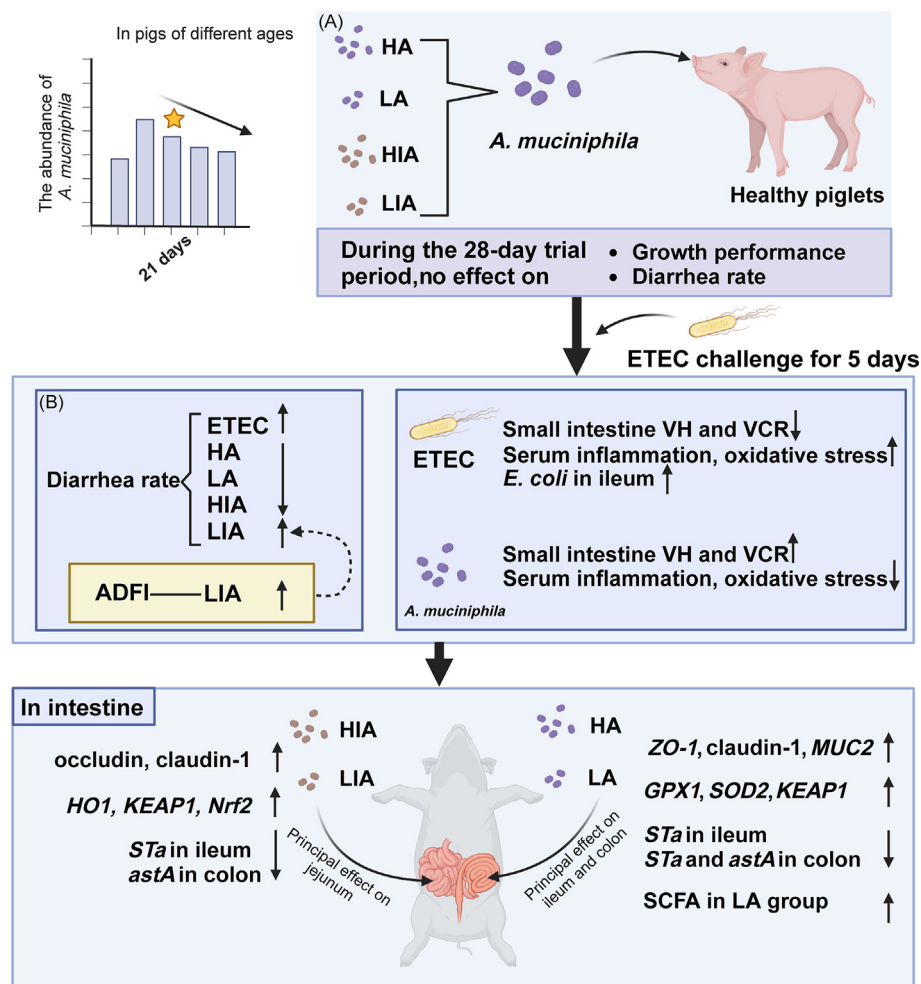 In pigs of different ages
The abundance of
A. muciniphila
21 days
(A)
HA
LA
HIA
LIA
A. muciniphila
Healthy piglets
During the 28-day trial
period,no effect on
• Growth performance
• Diarrhea rate
ETEC challenge for 5 days
(B)
Diarrhea rate
ETEC
HA
LA
HIA
LIA
ADFI
LIA
ETEC
Small intestine VH and VCR
Serum inflammation, oxidative stress
E. coli in ileum
A. muciniphila
Small intestine VH and VCR
Serum inflammation, oxidative stress
In intestine
HIA
LIA
occludin, claudin-1
HO1, KEAP1, Nrf2
STa in ileum
astA in colon
Principal effect on
jejunum
HA
LA
Principal effect on
ileum and colon
ZO-1, claudin-1, MUC2
GPX1, SOD2, KEAP1
STa in ileum
STa and astA in colon
SCFA in LA group